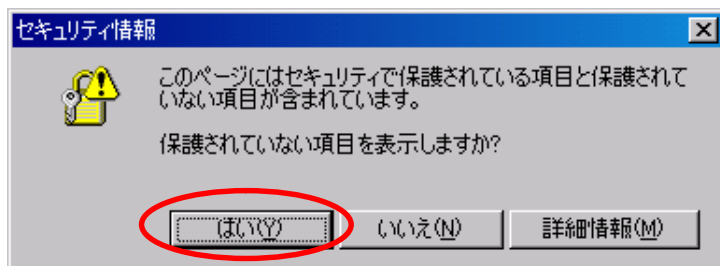 セキュリティ情報
このページにはセキュリティで保護されている項目と保護されて
いない項目が含まれています。
保護されていない項目を表示しますか?
はい(Y) いいえ(N) 詳細情報(M)